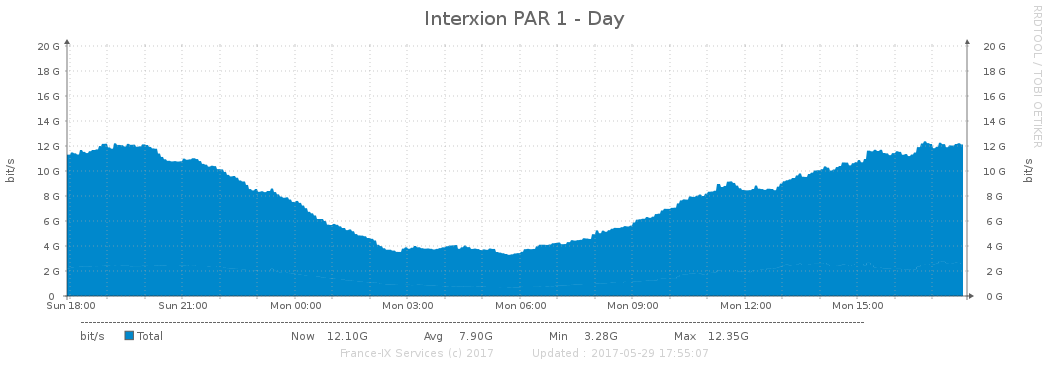 Interxion PAR 1 - Day
RRDTOOL / TOBI OETIKER
20 G 20 G
18 G 18 G
16 G 16 G
14 G 14 G
12 G 12 G
10 G 10 G
8 G 8 G
6 G 6 G
4 G 4 G
2 G 2 G
0 0 G
bit/s bit/s
Sun 18:00 Sun 21:00 Mon 00:00 Mon 03:00 Mon 06:00 Mon 09:00 Mon 12:00 Mon 15:00
bit/s Total Now 12.10G Avg 7.90G Min 3.28G Max 12.35G
France-IX Services (c) 2017 Updated : 2017-05-29 17:55:07